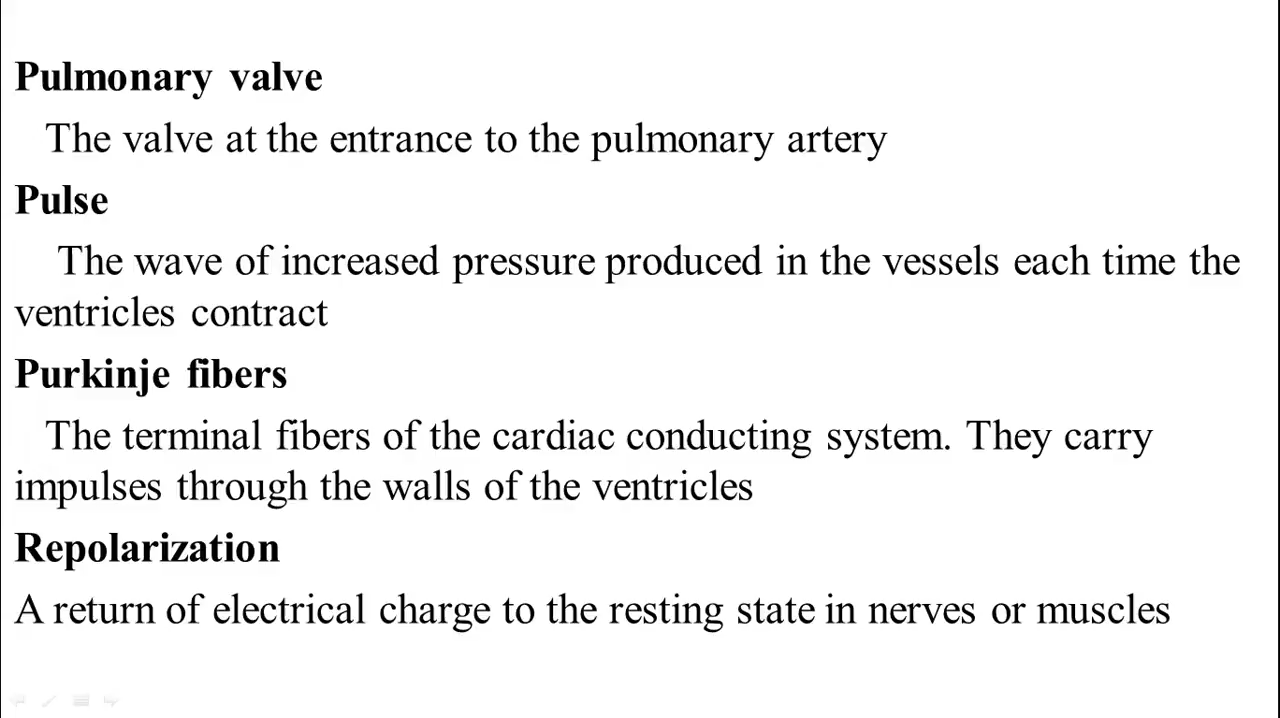 Pulmonary valve
The valve at the entrance to the pulmonary artery
Pulse
The wave of increased pressure produced in the vessels each time the
ventricles contract
Purkinje fibers
The terminal fibers of the cardiac conducting system. They carry
impulses through the walls of the ventricles
Repolarization
A return of electrical charge to the resting state in nerves or muscles